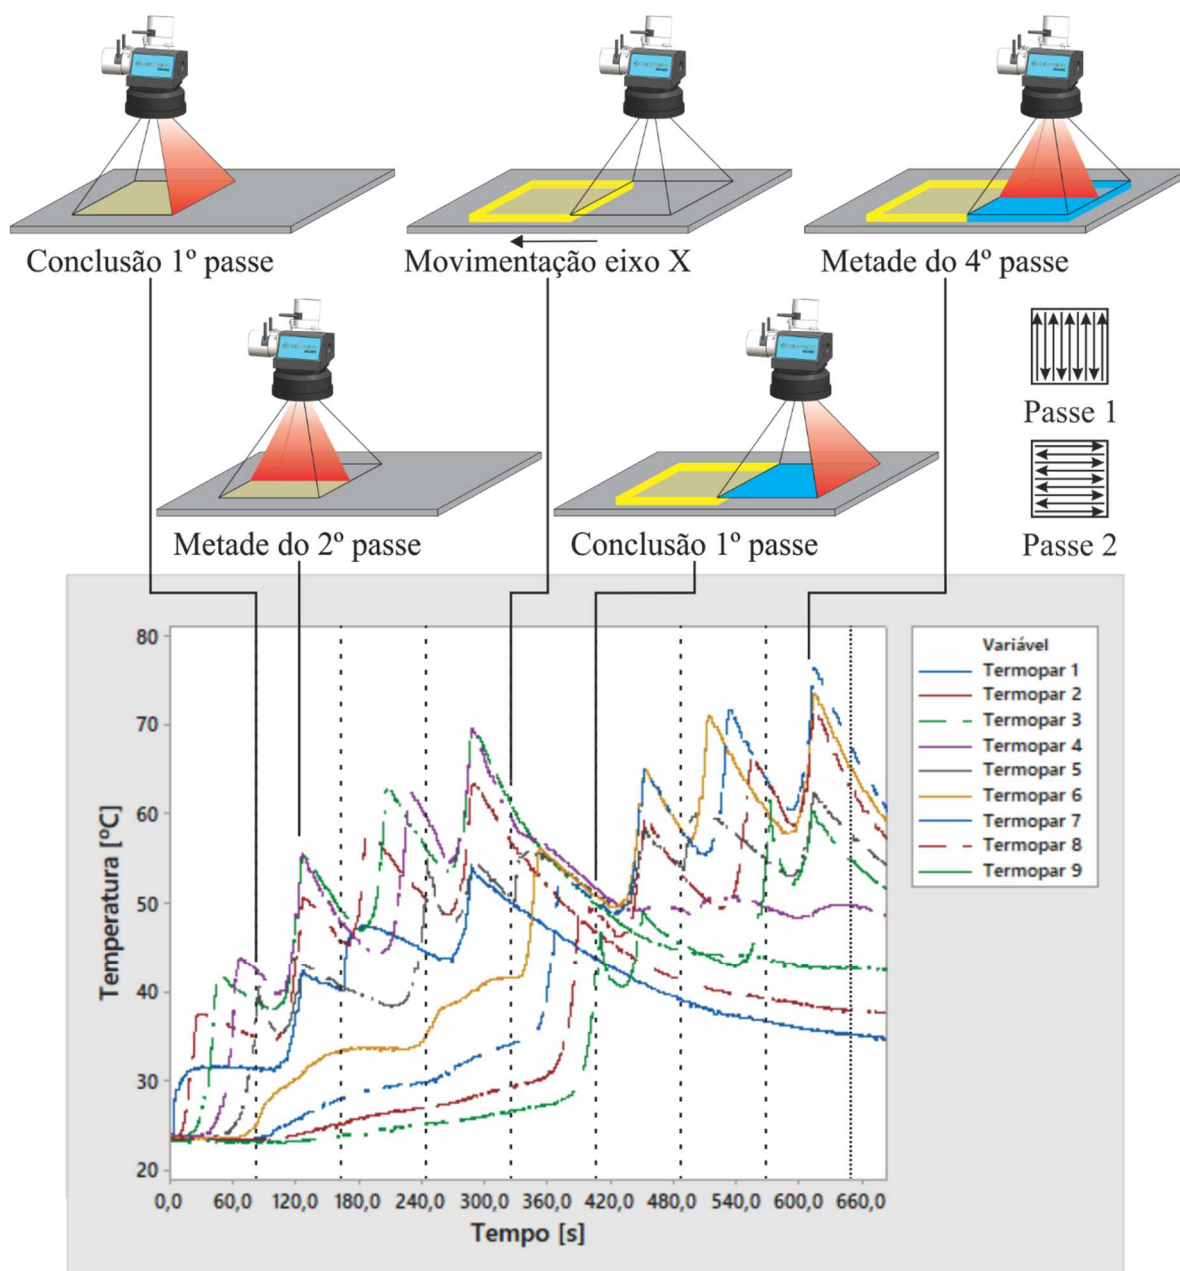 Conclusão 1º passe
Movimentação eixo X
Metade do 4º passe
Passe 1
Metade do 2º passe
Conclusão 1º passe
Passe 2
80
70
60
50
40
30
20
Temperatura [ºC]
0,0 60,0 120,0 180,0 240,0 300,0 360,0 420,0 480,0 540,0 600,0 660,0
Tempo [s]
Variável
Termopar 1
Termopar 2
Termopar 3
Termopar 4
Termopar 5
Termopar 6
Termopar 7
Termopar 8
Termopar 9